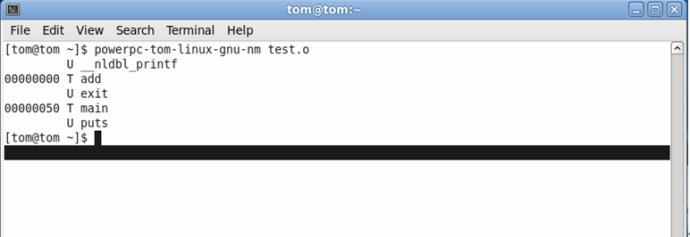 tom@tom:~
File Edit View Search Terminal Help
[tom@tom ~]$ powerpc-tom-linux-gnu-nm test.o
         U __nldbl_printf
00000000 T add
         U exit
00000050 T main
         U puts
[tom@tom ~]$